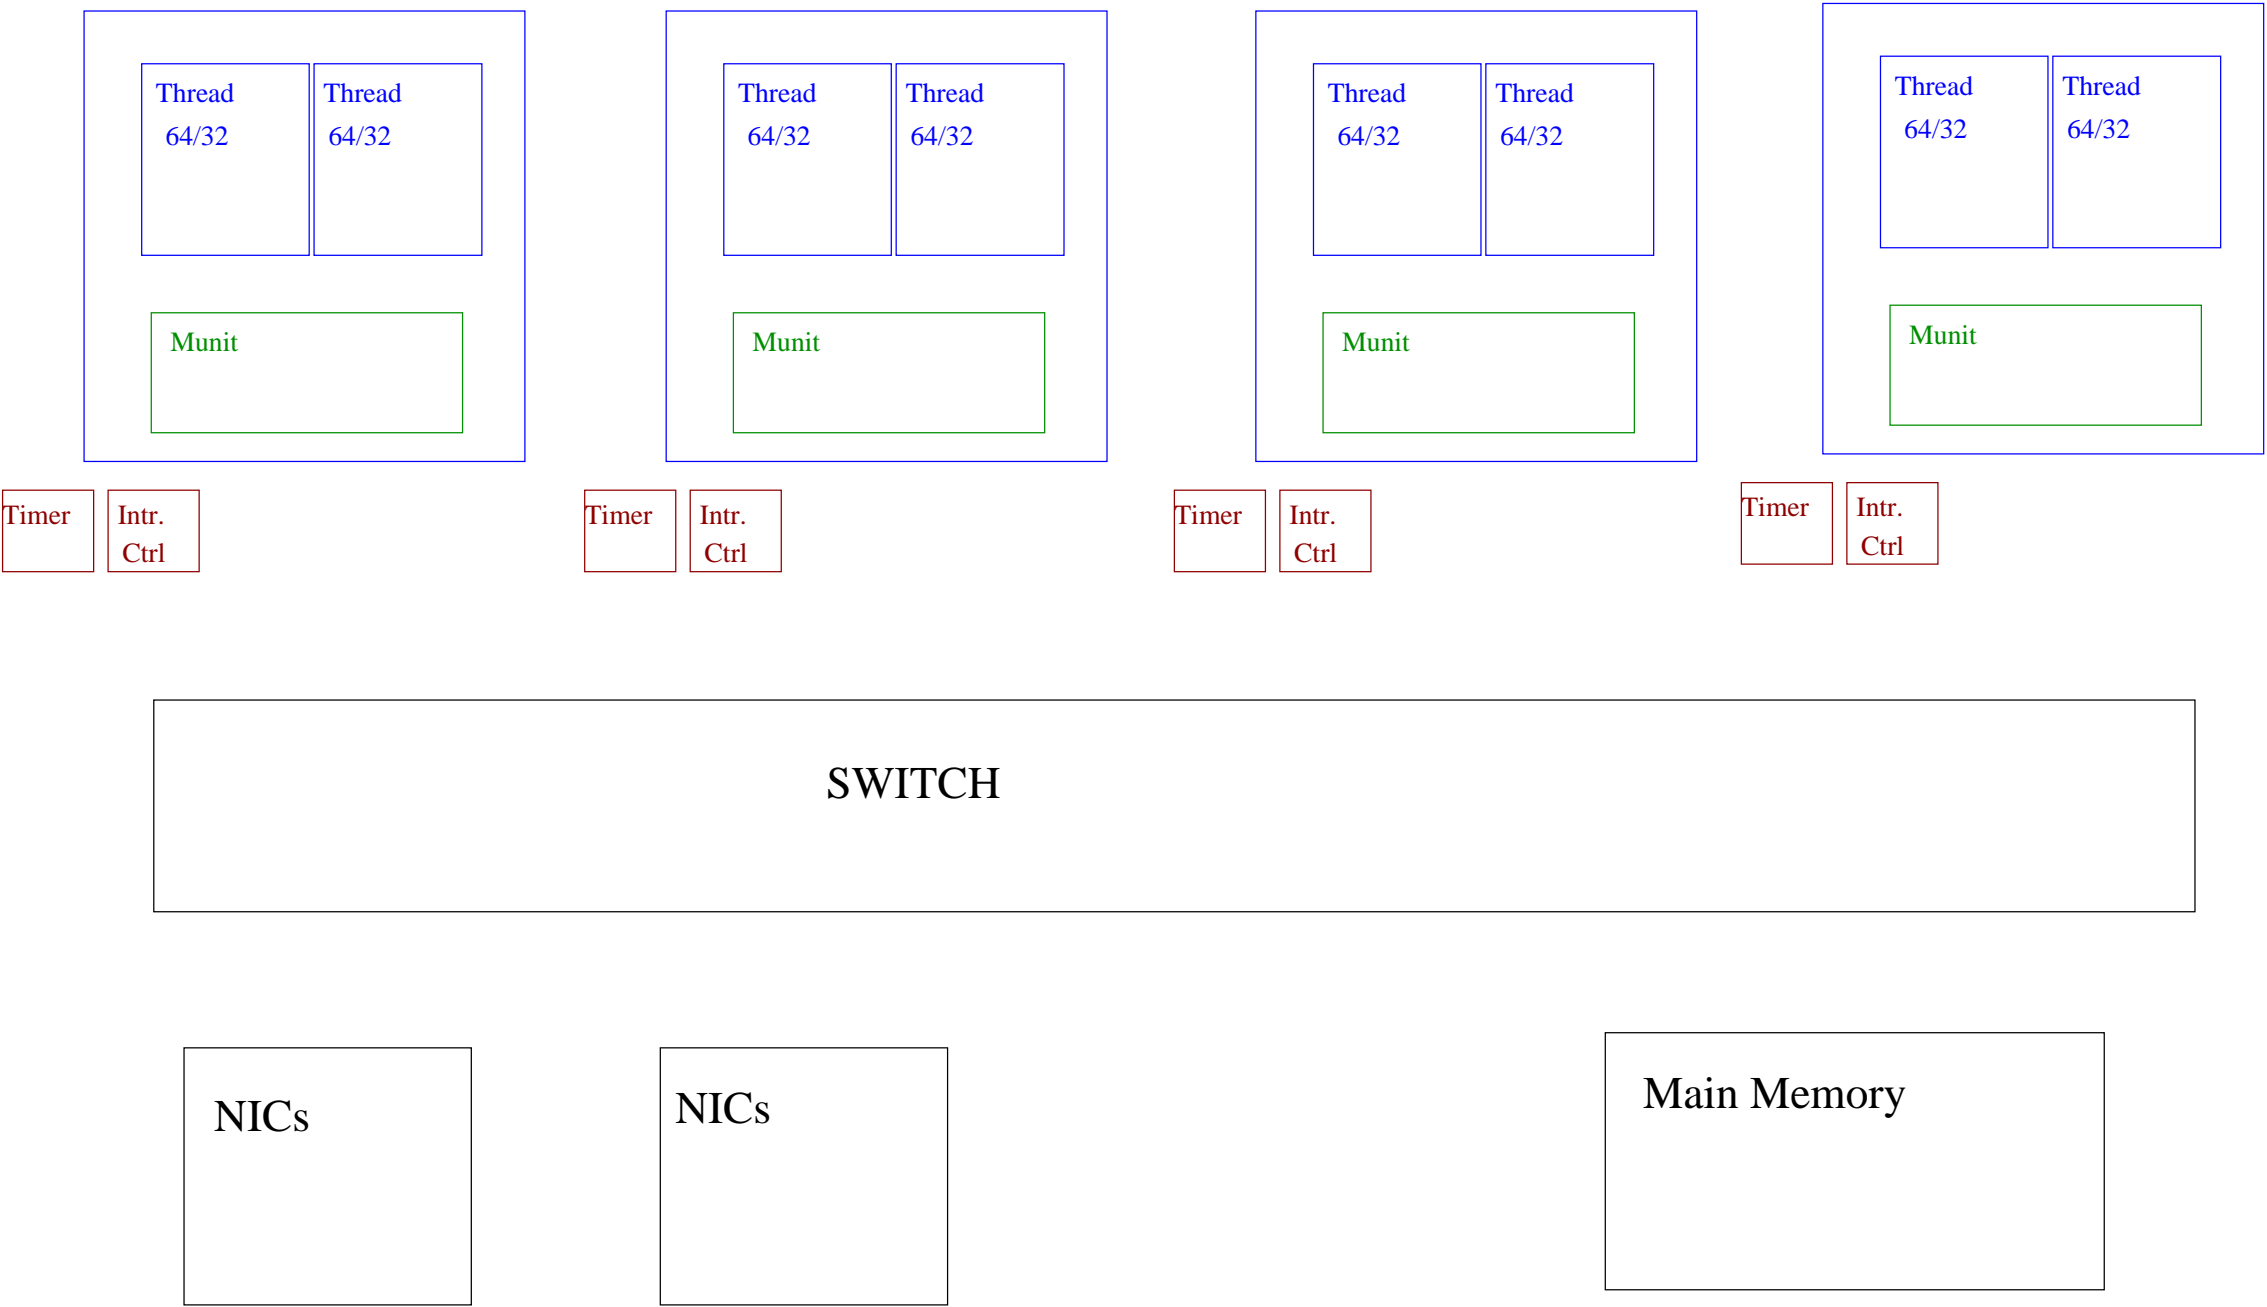 Thread
64/32
Thread
64/32
Munit
Timer
Intr.
Ctrl
Thread
64/32
Thread
64/32
Munit
Timer
Intr.
Ctrl
Thread
64/32
Thread
64/32
Munit
Timer
Intr.
Ctrl
Thread
64/32
Thread
64/32
Munit
Timer
Intr.
Ctrl
SWITCH
NICs
NICs
Main Memory